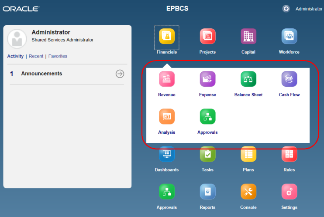 ORACLE
EPBCS
Administrator
Administrator
Shared Services Administrator
Activity | Recent | Favorites
1 Announcements
Financials Projects Capital Workforce
Revenue Expense Balance Sheet Cash Flow
Analysis Approvals
Dashboards Tasks Plans Rules
Approvals Reports Console Settings